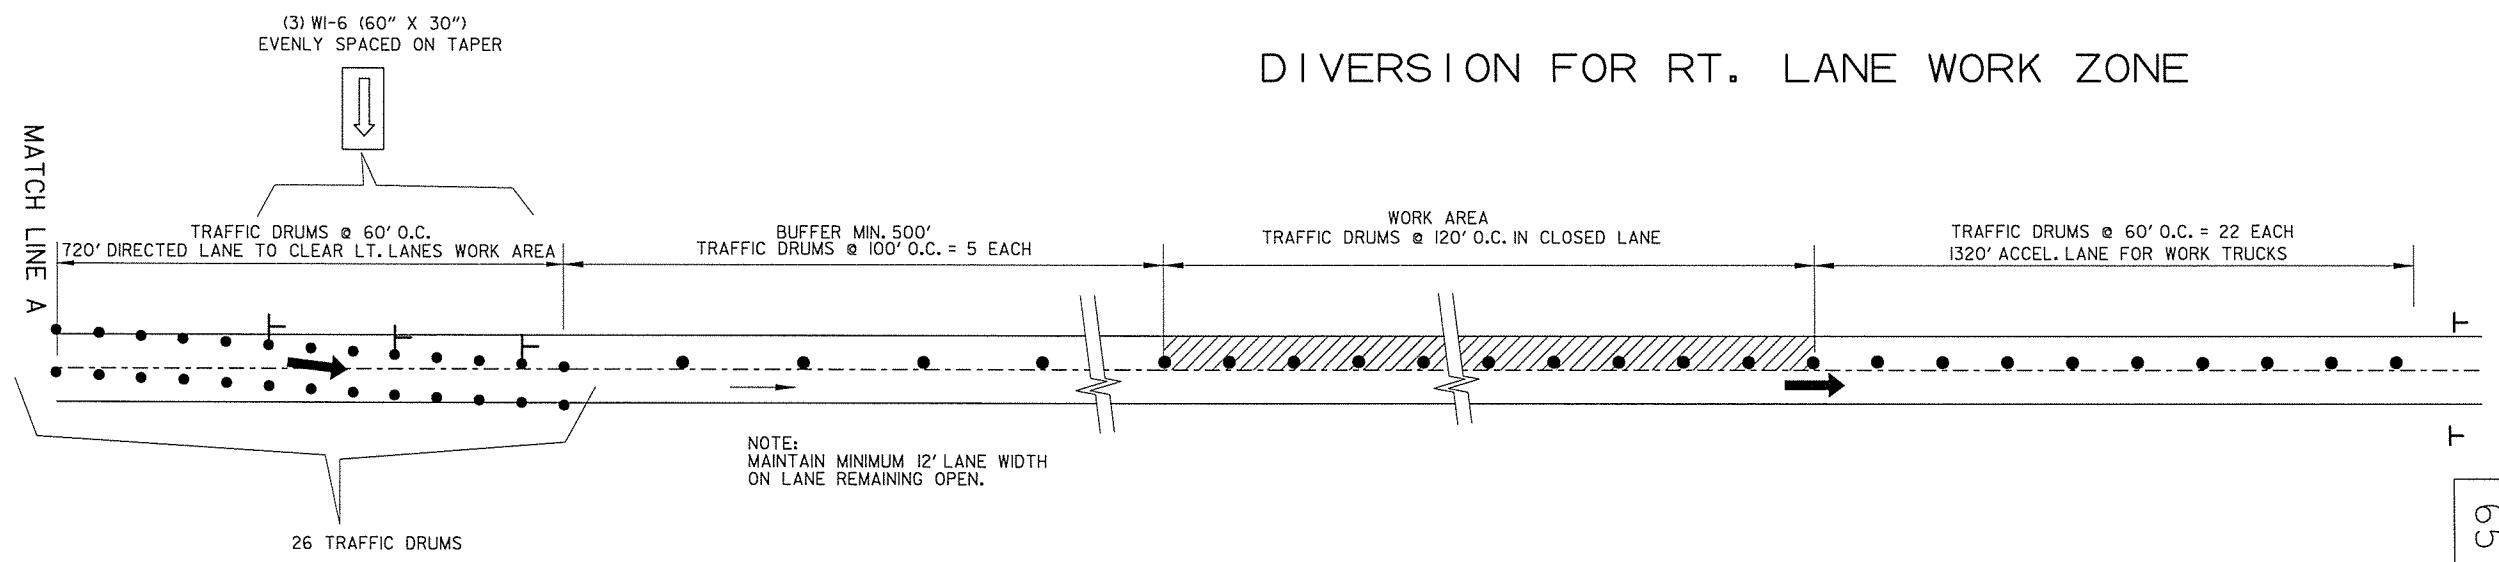 (3) WI-6 (60" X 30")
EVENLY SPACED ON TAPER
DIVERSION FOR RT. LANE WORK ZONE
MATCH LINE A
TRAFFIC DRUMS @ 60' O.C.
720' DIRECTED LANE TO CLEAR LT. LANES WORK AREA
BUFFER MIN. 500'
TRAFFIC DRUMS @ 100' O.C. = 5 EACH
WORK AREA
TRAFFIC DRUMS @ 120' O.C. IN CLOSED LANE
TRAFFIC DRUMS @ 60' O.C. = 22 EACH
1320' ACCEL. LANE FOR WORK TRUCKS
NOTE:
MAINTAIN MINIMUM 12' LANE WIDTH
ON LANE REMAINING OPEN.
26 TRAFFIC DRUMS
65